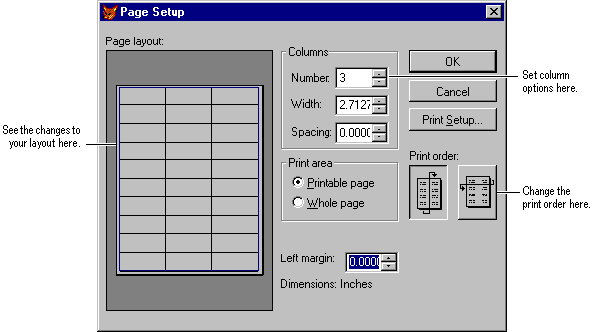 Page Setup
Page layout:
Columns
Number: 3
Width: 2.7127
Spacing: 0.0000
OK
Cancel
Print Setup...
Set column
options here.
See the changes to
your layout here.
Print area
Printable page
Whole page
Print order:
Change the
print order here.
Left margin: 0.0000
Dimensions: Inches